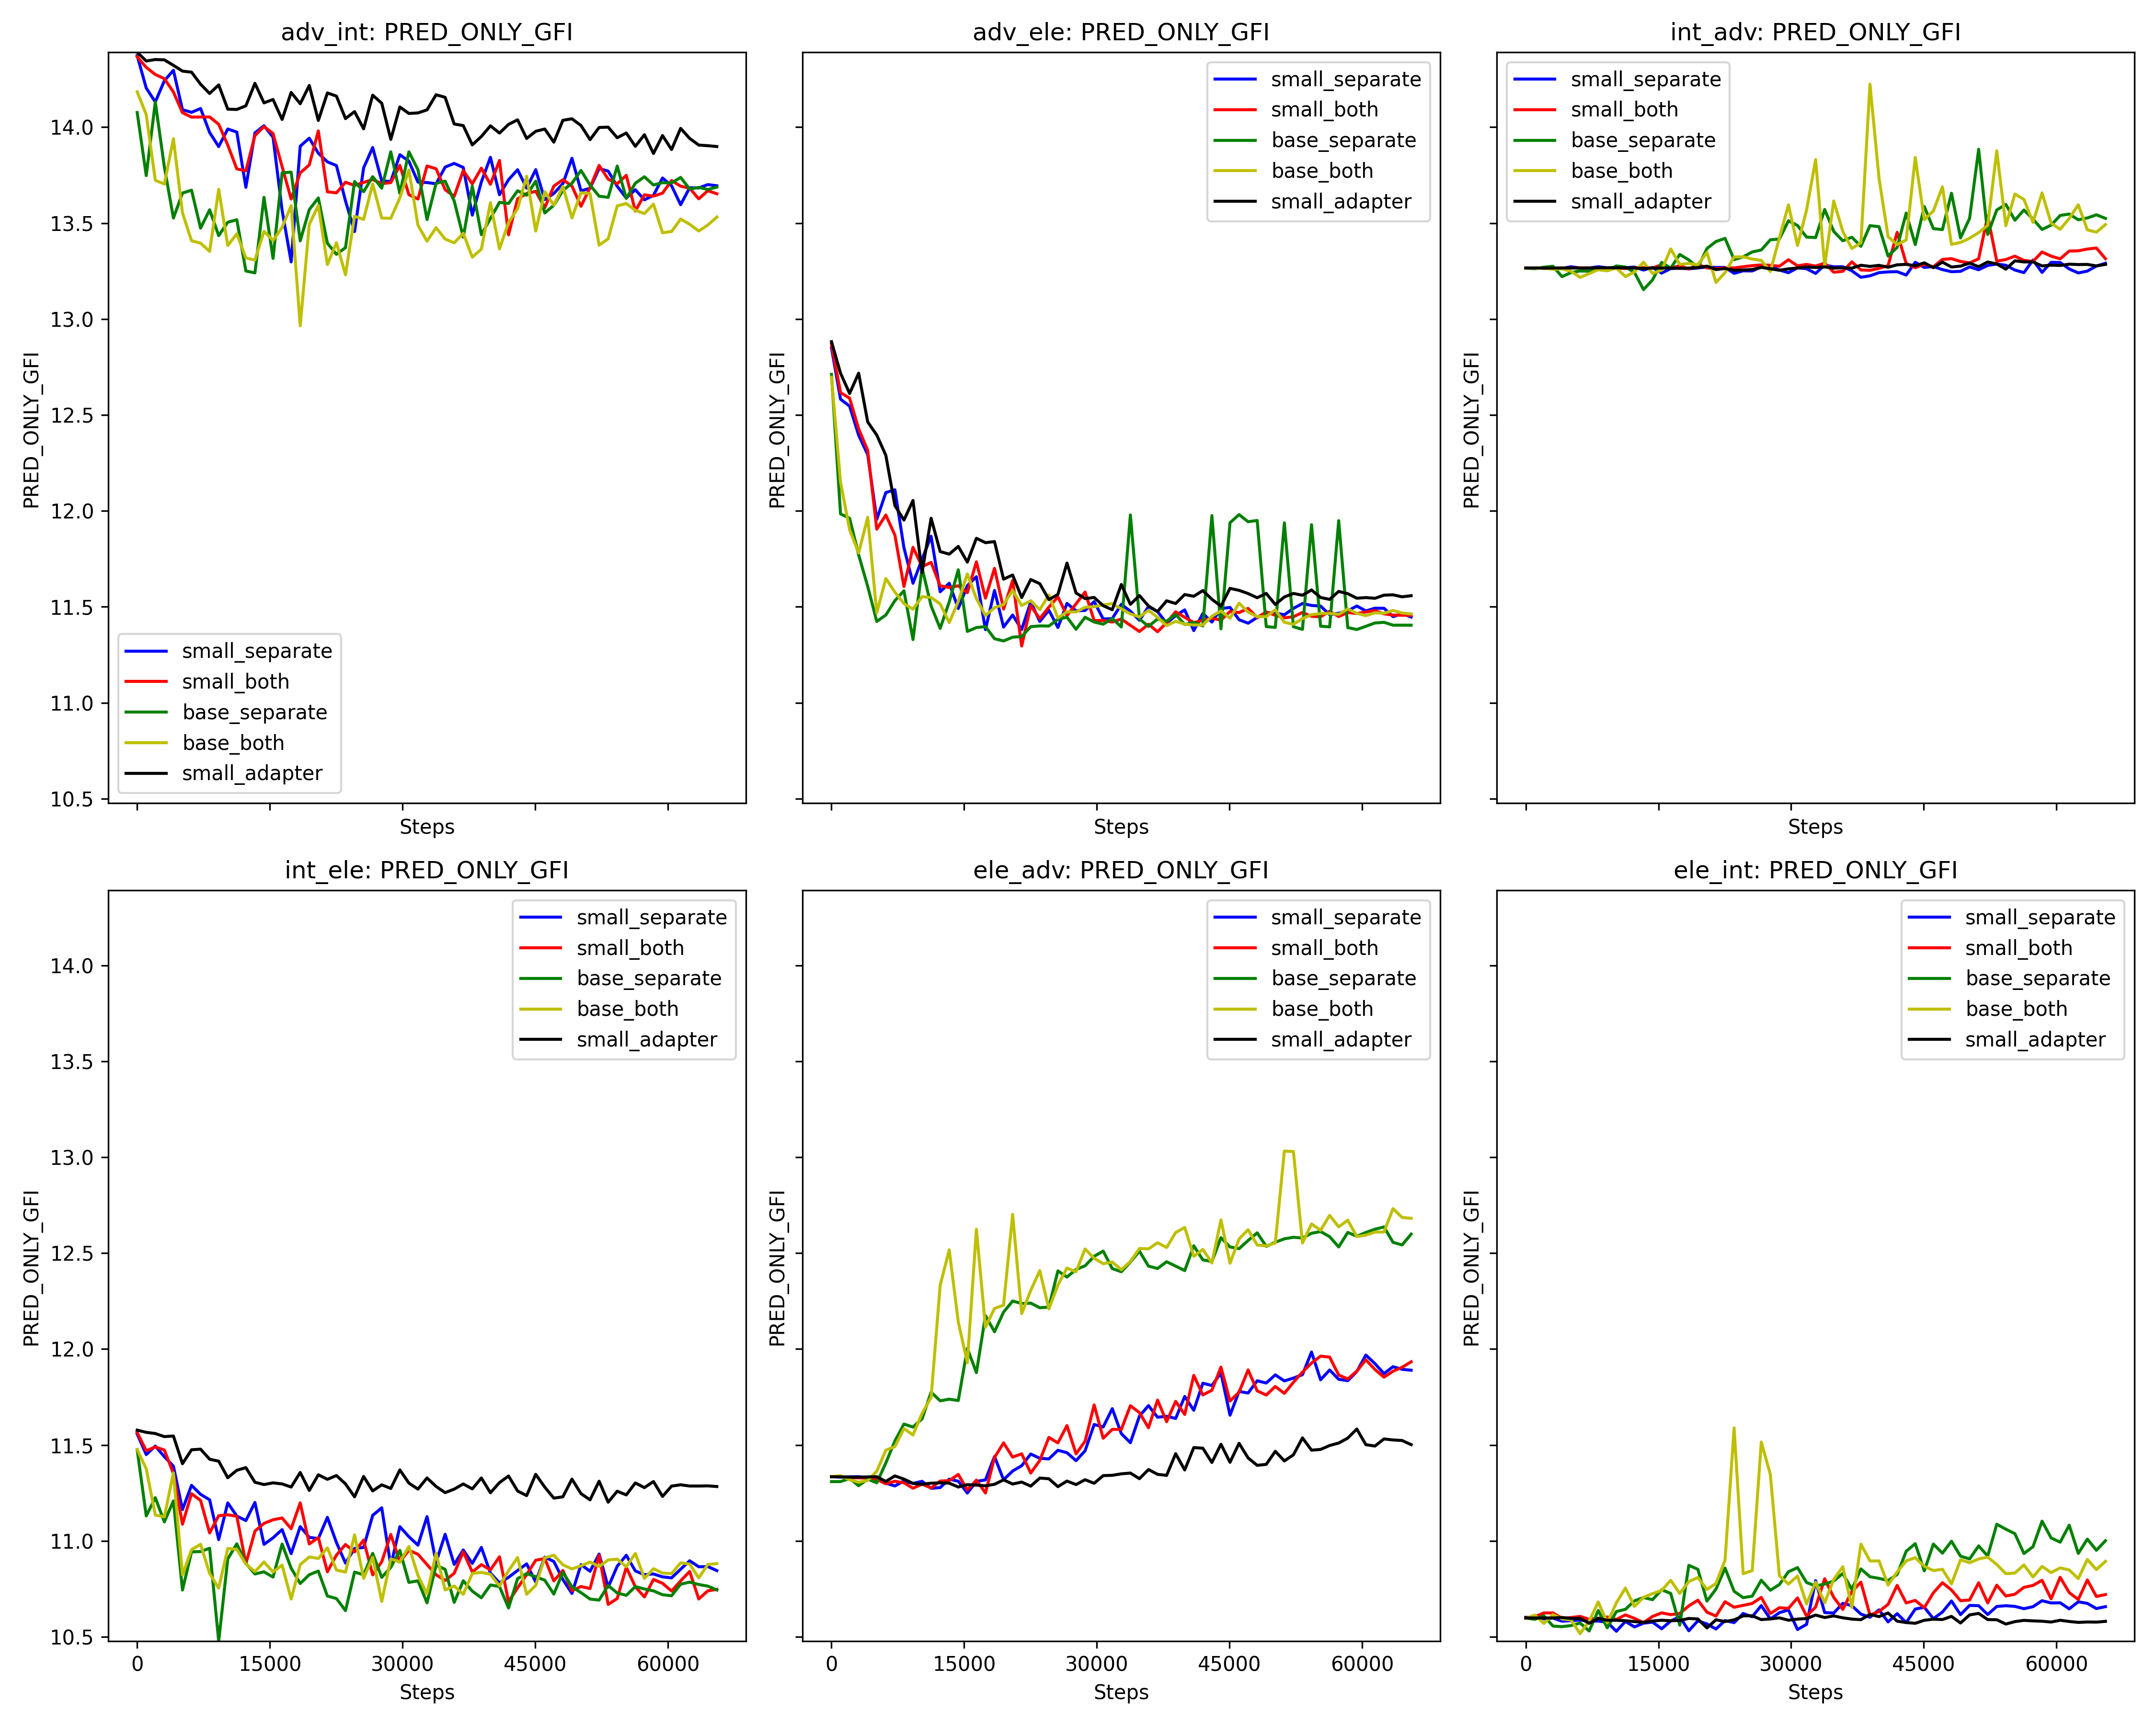 adv_int: PRED_ONLY_GFI
adv_ele: PRED_ONLY_GFI
int_adv: PRED_ONLY_GFI
PRED_ONLY_GFI
14.0
13.5
13.0
12.5
12.0
11.5
11.0
10.5
small_separate
small_both
base_separate
base_both
small_adapter
Steps
PRED_ONLY_GFI
small_separate
small_both
base_separate
base_both
small_adapter
Steps
PRED_ONLY_GFI
small_separate
small_both
base_separate
base_both
small_adapter
Steps
int_ele: PRED_ONLY_GFI
ele_adv: PRED_ONLY_GFI
ele_int: PRED_ONLY_GFI
PRED_ONLY_GFI
14.0
13.5
13.0
12.5
12.0
11.5
11.0
10.5
small_separate
small_both
base_separate
base_both
small_adapter
0 15000 30000 45000 60000
Steps
PRED_ONLY_GFI
small_separate
small_both
base_separate
base_both
small_adapter
0 15000 30000 45000 60000
Steps
PRED_ONLY_GFI
small_separate
small_both
base_separate
base_both
small_adapter
0 15000 30000 45000 60000
Steps